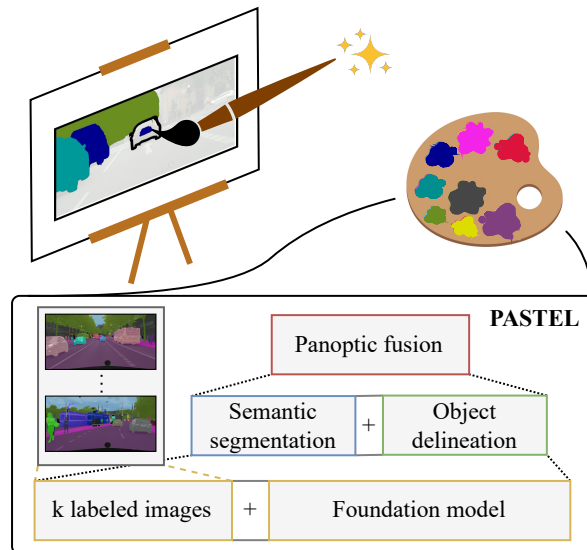 PASTEL
Panoptic fusion
Semantic
segmentation
+
Object
delineation
k labeled images
+
Foundation model